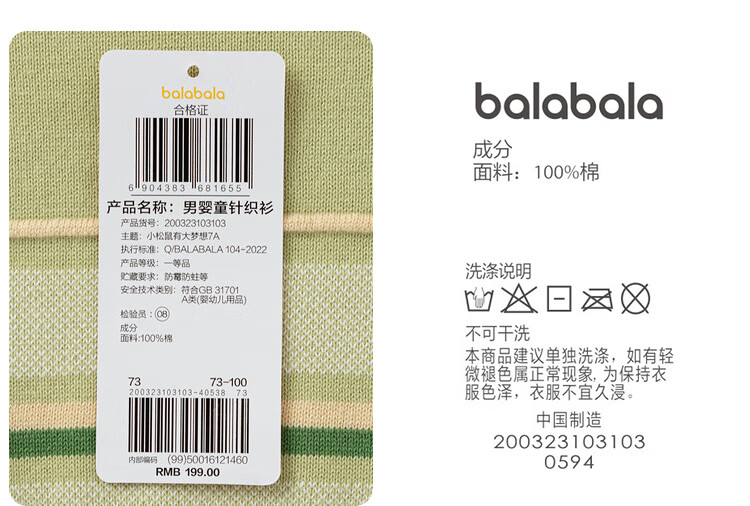 balabala
合格证
6 904383 681655
产品名称：男婴童针织衫
产品货号：200323103103
主题：小松鼠有大梦想7A
执行标准：Q/BALABALA 104-2022
产品等级：一等品
贮藏要求：防霉防蛀等
安全技术类别：符合GB 31701
A类(婴幼儿用品)
检验员：08
成分
面料:100%棉
73 73-100
200323103103-40538 73
内部编码 (99)50016121460
RMB 199.00
balabala
成分
面料：100%棉
洗涤说明
不可干洗
本商品建议单独洗涤，如有轻
微褪色属正常现象,为保持衣
服色泽，衣服不宜久浸。
中国制造
200323103103
0594